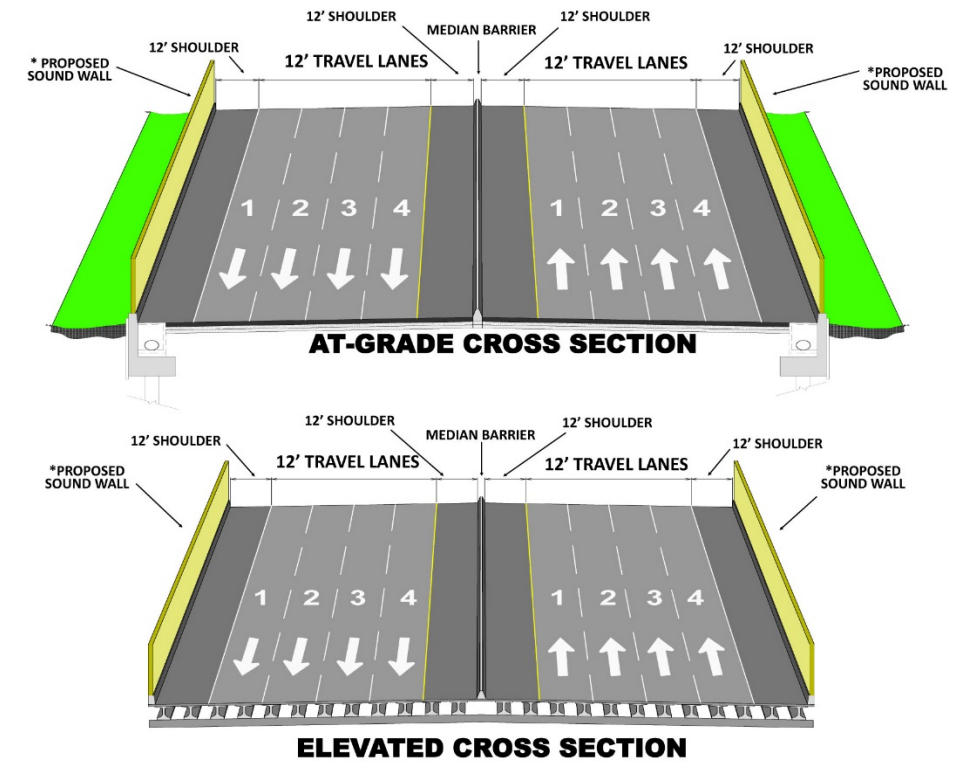 12' SHOULDER
12' SHOULDER
MEDIAN BARRIER
12' SHOULDER
12' SHOULDER
* PROPOSED
SOUND WALL
12' TRAVEL LANES
12' TRAVEL LANES
*PROPOSED
SOUND WALL
1 2 3 4
1 2 3 4
AT-GRADE CROSS SECTION
12' SHOULDER
12' SHOULDER
MEDIAN BARRIER
12' SHOULDER
12' SHOULDER
*PROPOSED
SOUND WALL
12' TRAVEL LANES
12' TRAVEL LANES
*PROPOSED
SOUND WALL
1 2 3 4
1 2 3 4
ELEVATED CROSS SECTION